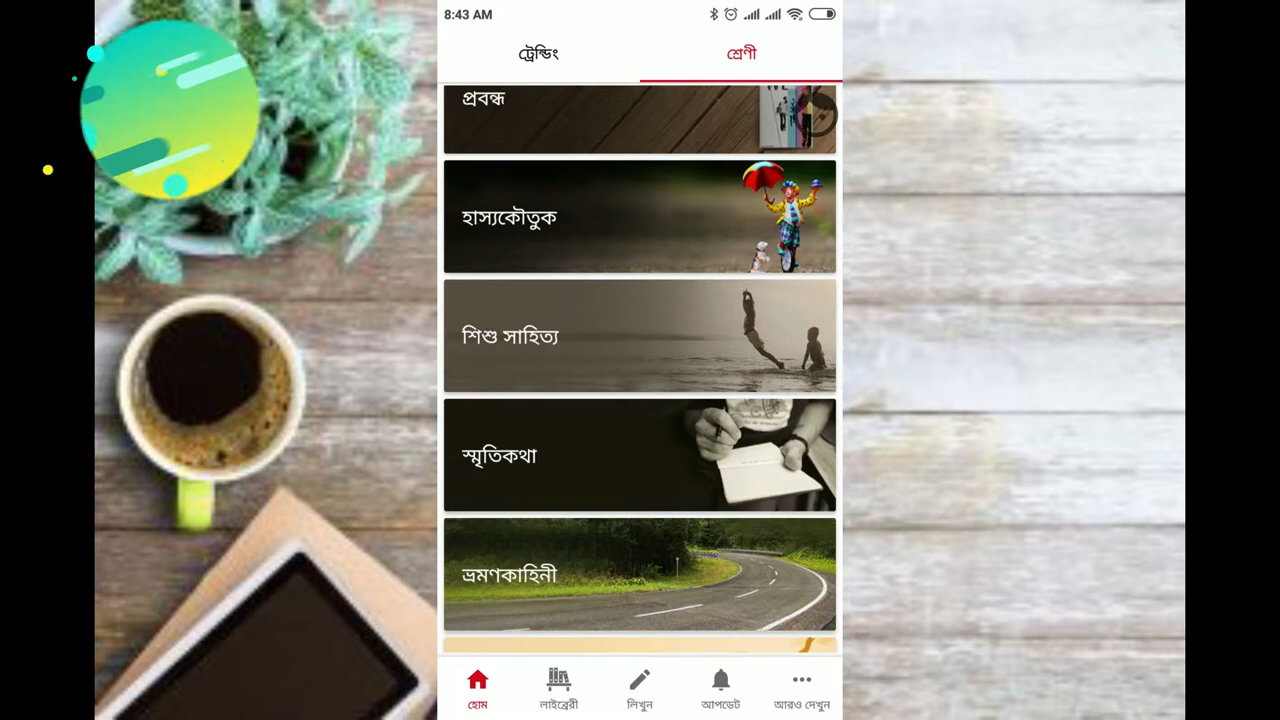 8:43 AM
ট্রেন্ডিং
শ্রেণী
প্রবন্ধ
হাস্যকৌতুক
শিশু সাহিত্য
স্মৃতিকথা
ভ্রমণকাহিনী
হোম
লাইব্রেরী
লিখুন
আপডেট
আরও দেখুন